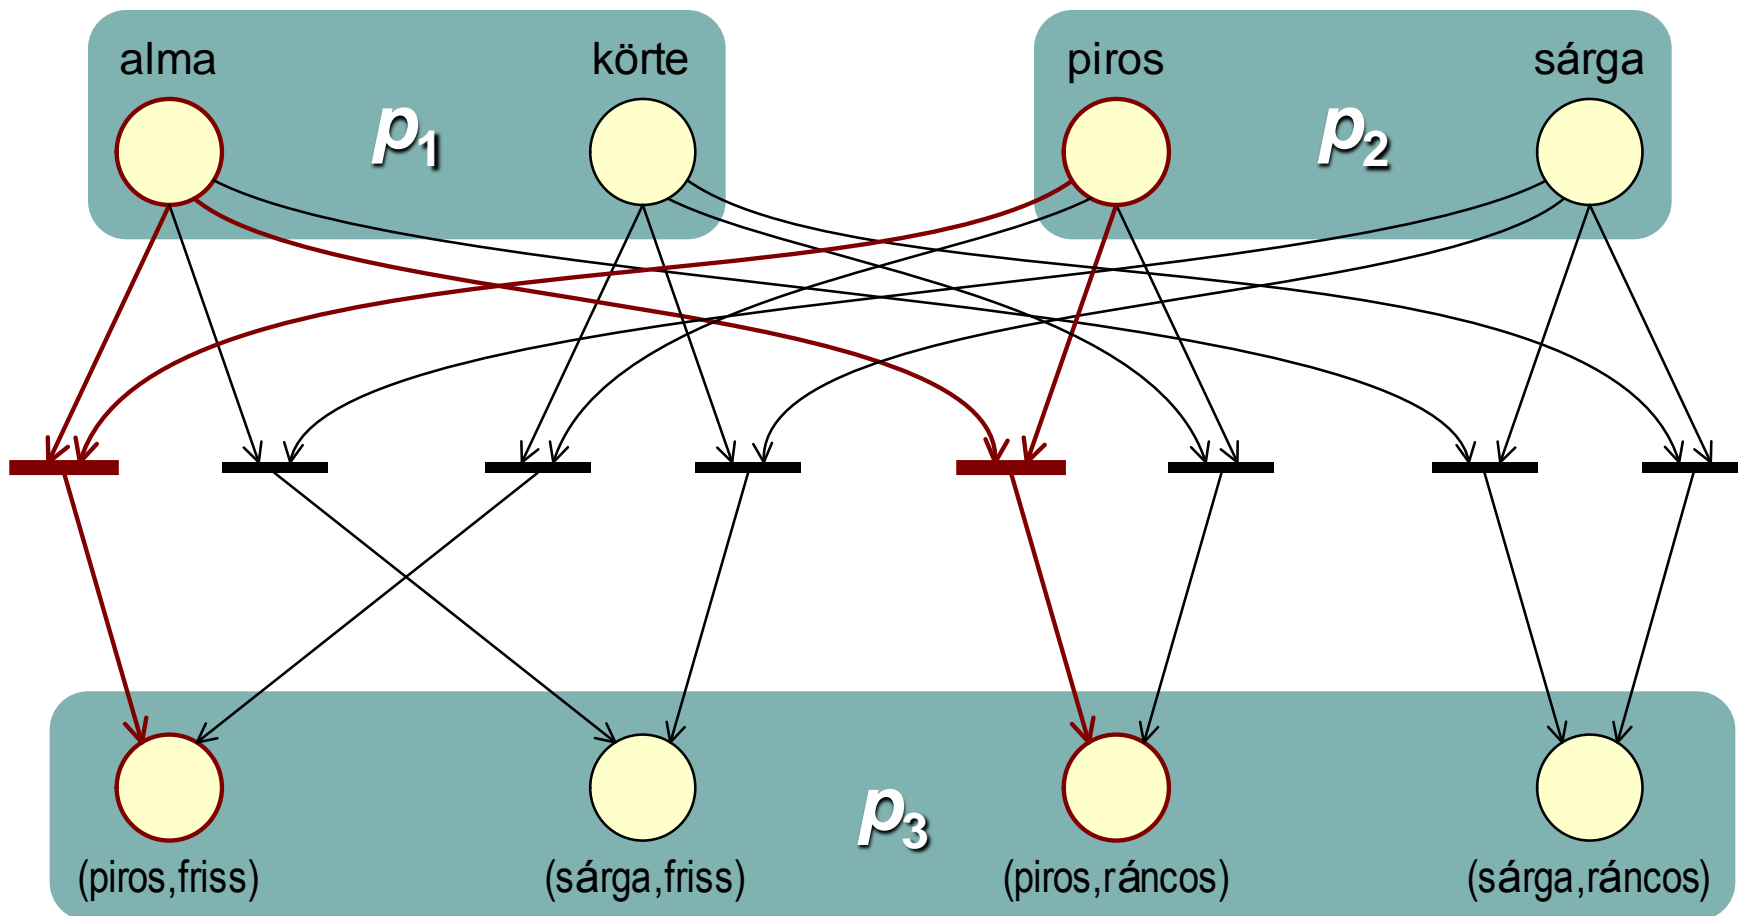 alma körte piros sárga
p1 p2
p3
(piros,friss) (sárga,friss) (piros,ráncos) (sárga,ráncos)